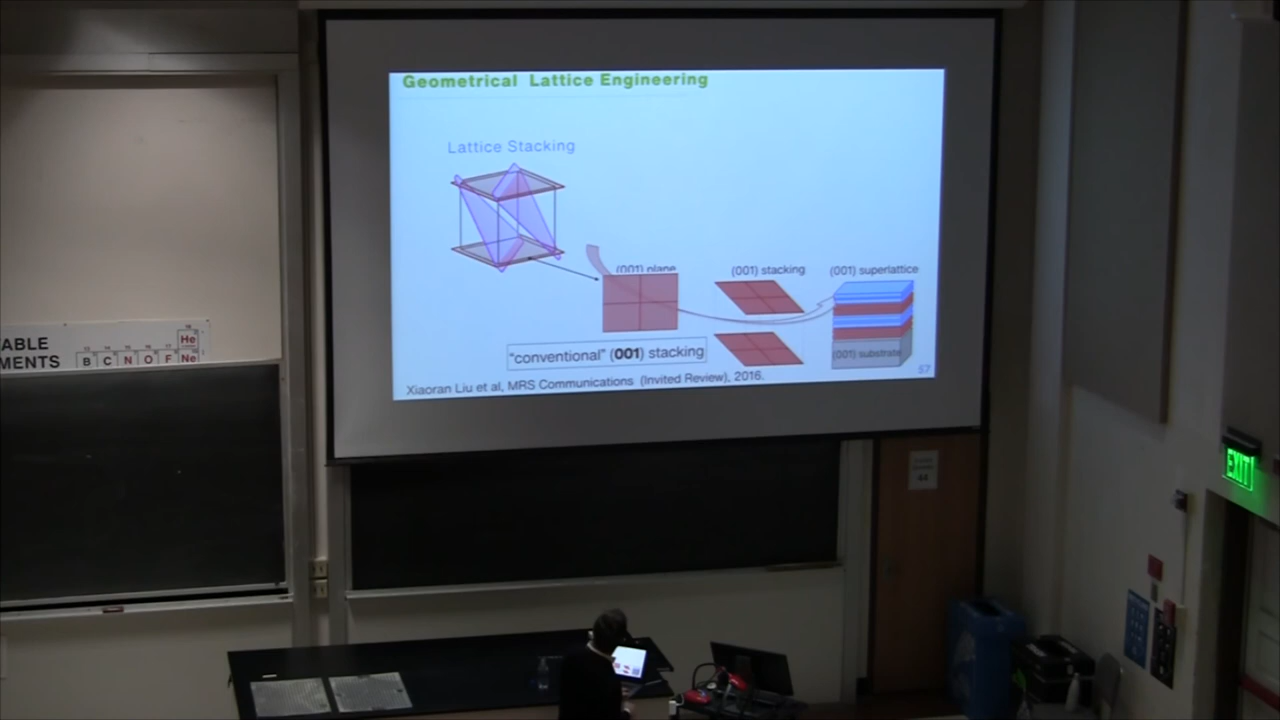 Geometrical Lattice Engineering
Lattice Stacking
(001) plane
(001) stacking
(001) superlattice
(001) substrate
"conventional" (001) stacking
57
Xiaoran Liu et al, MRS Communications (Invited Review), 2016.
ABLE
MENTS
He
B C N O F Ne
44
EXIT